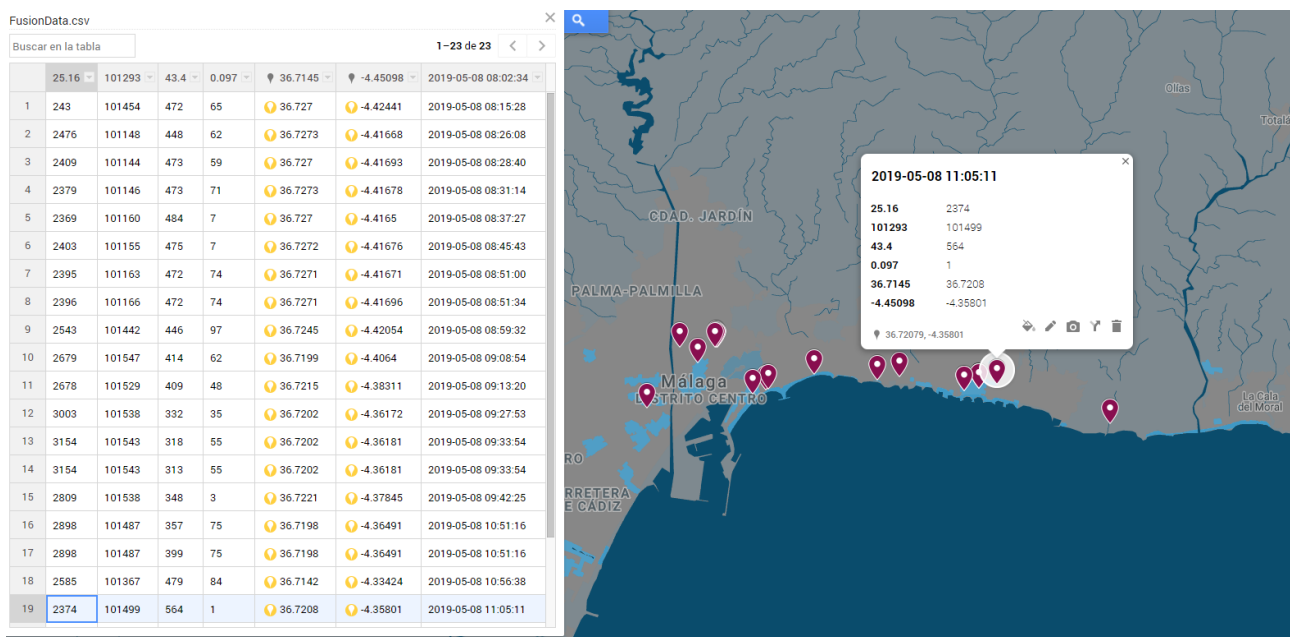 FusionData.csv
Buscar en la tabla
1–23 de 23
25.16 101293 43.4 0.097 36.7145 -4.45098 2019-05-08 08:02:34
1 243 101454 472 65 36.727 -4.42441 2019-05-08 08:15:28
2 2476 101148 448 62 36.7273 -4.41668 2019-05-08 08:26:08
3 2409 101144 473 59 36.727 -4.41693 2019-05-08 08:28:40
4 2379 101146 473 71 36.7273 -4.41678 2019-05-08 08:31:14
5 2369 101160 484 7 36.727 -4.4165 2019-05-08 08:37:27
6 2403 101155 475 7 36.7272 -4.41676 2019-05-08 08:45:43
7 2395 101163 472 74 36.7271 -4.41671 2019-05-08 08:51:00
8 2396 101166 472 74 36.7271 -4.41696 2019-05-08 08:51:34
9 2543 101442 446 97 36.7245 -4.42054 2019-05-08 08:59:32
10 2679 101547 414 62 36.7199 -4.4064 2019-05-08 09:08:54
11 2678 101529 409 48 36.7215 -4.38311 2019-05-08 09:13:20
12 3003 101538 332 35 36.7202 -4.36172 2019-05-08 09:27:53
13 3154 101543 318 55 36.7202 -4.36181 2019-05-08 09:33:54
14 3154 101543 313 55 36.7202 -4.36181 2019-05-08 09:33:54
15 2809 101538 348 3 36.7221 -4.37845 2019-05-08 09:42:25
16 2898 101487 357 75 36.7198 -4.36491 2019-05-08 10:51:16
17 2898 101487 399 75 36.7198 -4.36491 2019-05-08 10:51:16
18 2585 101367 479 84 36.7142 -4.33424 2019-05-08 10:56:38
19 2374 101499 564 1 36.7208 -4.35801 2019-05-08 11:05:11
Olías
Totalá
2019-05-08 11:05:11
25.16 2374
101293 101499
43.4 564
0.097 1
36.7145 36.7208
-4.45098 -4.35801
36.72079, -4.35801
CDAD. JARDÍN
PALMA-PALMILLA
Málaga
DISTRITO CENTRO
La Cala
del Moral
RO
RRETERA
E CÁDIZ